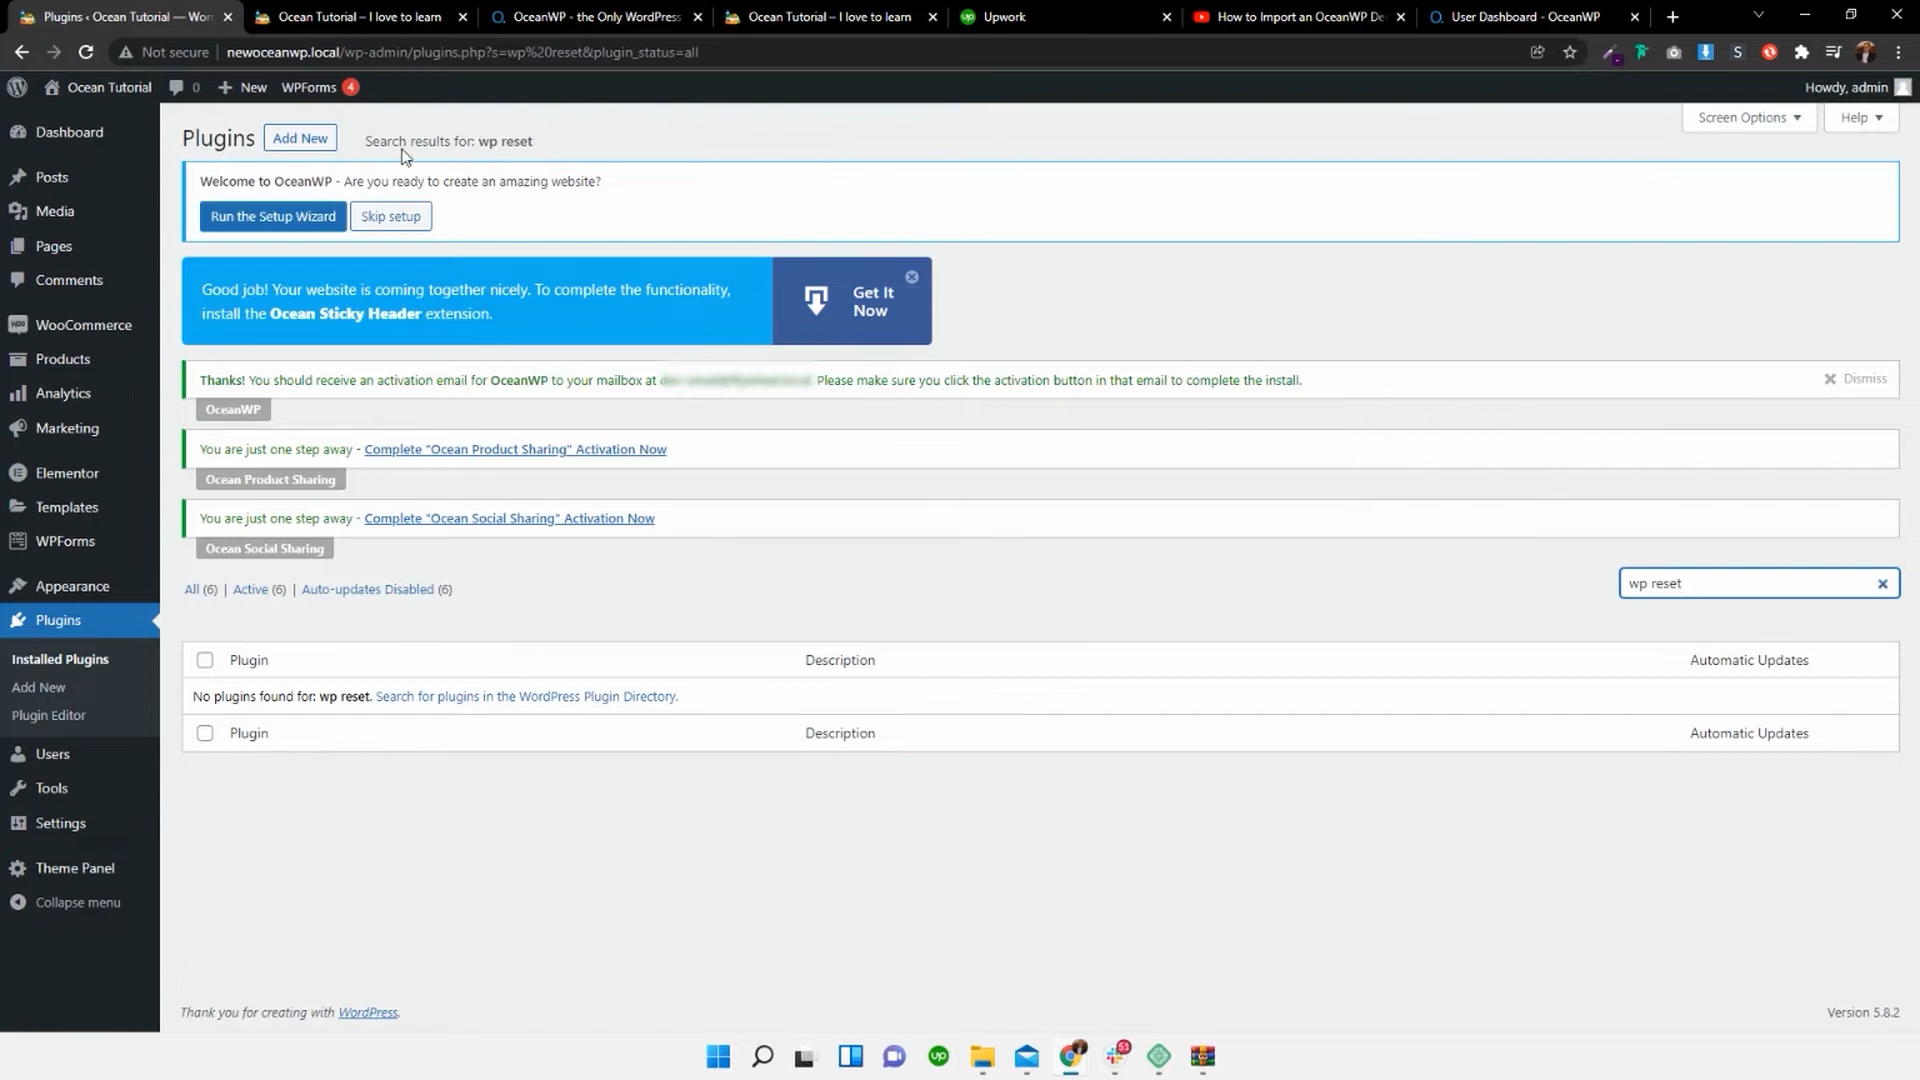 Plugins ‹ Ocean Tutorial — Wor
Ocean Tutorial – I love to learn
OceanWP - the Only WordPress
Ocean Tutorial – I love to learn
Upwork
How to Import an OceanWP De
User Dashboard - OceanWP
Not secure
newoceanwp.local/wp-admin/plugins.php?s=wp%20reset&plugin_status=all
Ocean Tutorial
0
New
WPForms 4
Howdy, admin
Dashboard
Posts
Media
Pages
Comments
WooCommerce
Products
Analytics
Marketing
Elementor
Templates
WPForms
Appearance
Plugins
Installed Plugins
Add New
Plugin Editor
Users
Tools
Settings
Theme Panel
Collapse menu
Screen Options
Help
Plugins
Add New
Search results for: wp reset
Welcome to OceanWP - Are you ready to create an amazing website?
Run the Setup Wizard
Skip setup
Good job! Your website is coming together nicely. To complete the functionality,
install the Ocean Sticky Header extension.
Get It
Now
Thanks! You should receive an activation email for OceanWP to your mailbox at
Please make sure you click the activation button in that email to complete the install.
Dismiss
OceanWP
You are just one step away - Complete "Ocean Product Sharing" Activation Now
Ocean Product Sharing
You are just one step away - Complete "Ocean Social Sharing" Activation Now
Ocean Social Sharing
All (6) | Active (6) | Auto-updates Disabled (6)
wp reset
Plugin
Description
Automatic Updates
No plugins found for: wp reset. Search for plugins in the WordPress Plugin Directory.
Plugin
Description
Automatic Updates
Thank you for creating with WordPress.
Version 5.8.2
up
51